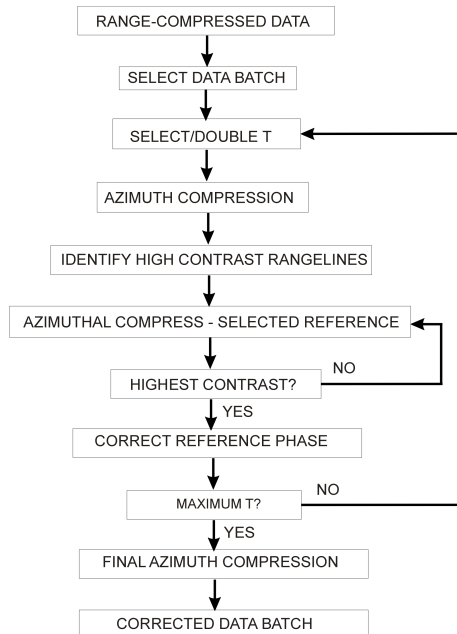 RANGE-COMPRESSED DATA
SELECT DATA BATCH
SELECT/DOUBLE T
AZIMUTH COMPRESSION
IDENTIFY HIGH CONTRAST RANGELINES
AZIMUTHAL COMPRESS - SELECTED REFERENCE
NO
HIGHEST CONTRAST?
YES
CORRECT REFERENCE PHASE
NO
MAXIMUM T?
YES
FINAL AZIMUTH COMPRESSION
CORRECTED DATA BATCH